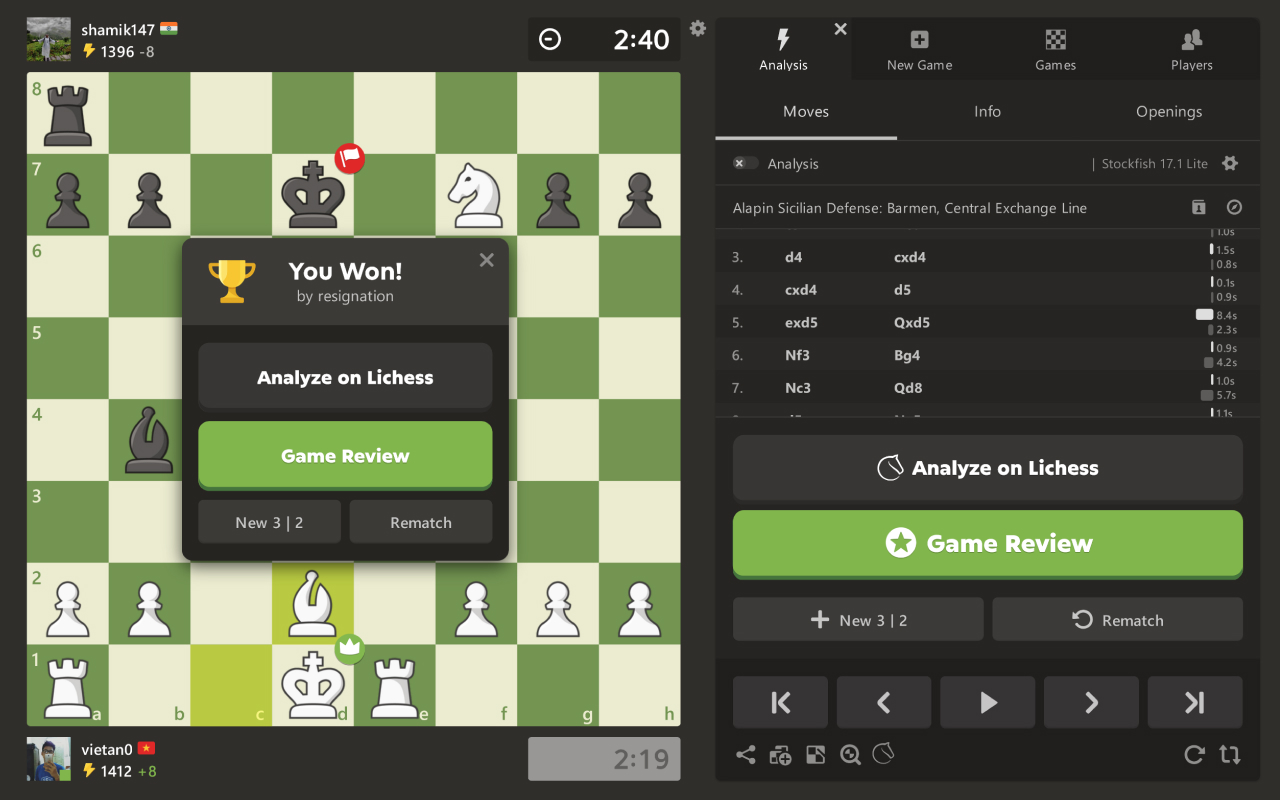 shamik147
1396 -8
2:40
8
7
6
5
4
3
2
1
a
b
c
d
e
f
g
h
You Won!
by resignation
Analyze on Lichess
Game Review
New 3 | 2
Rematch
vietan0
1412 +8
2:19
Analysis
New Game
Games
Players
Moves
Info
Openings
Analysis
| Stockfish 17.1 Lite
Alapin Sicilian Defense: Barmen, Central Exchange Line
1.0s
3. d4 cxd4 1.5s
0.8s
4. cxd4 d5 0.1s
0.9s
5. exd5 Qxd5 8.4s
2.3s
6. Nf3 Bg4 0.9s
4.2s
7. Nc3 Qd8 1.0s
5.7s
1.1s
Analyze on Lichess
Game Review
New 3 | 2
Rematch